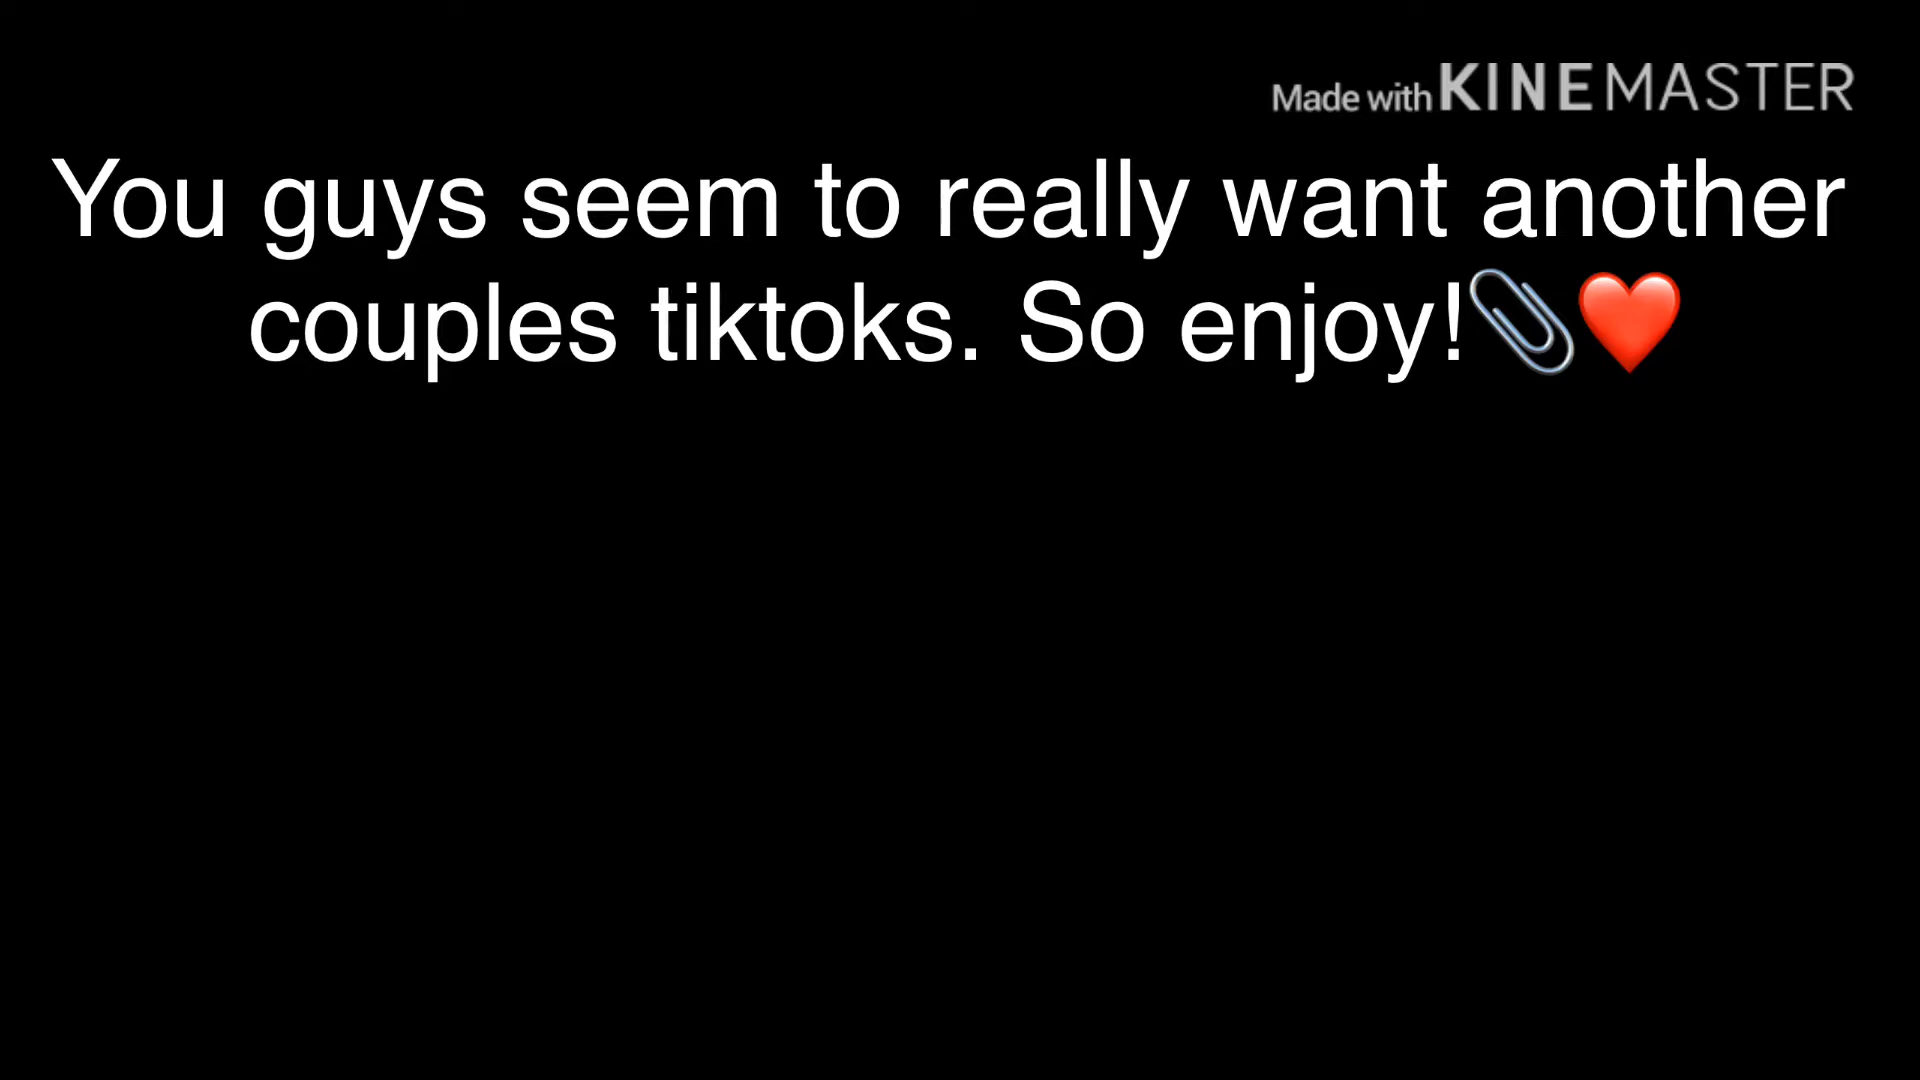 Made with KINEMASTER
You guys seem to really want another
couples tiktoks. So enjoy!📎❤️